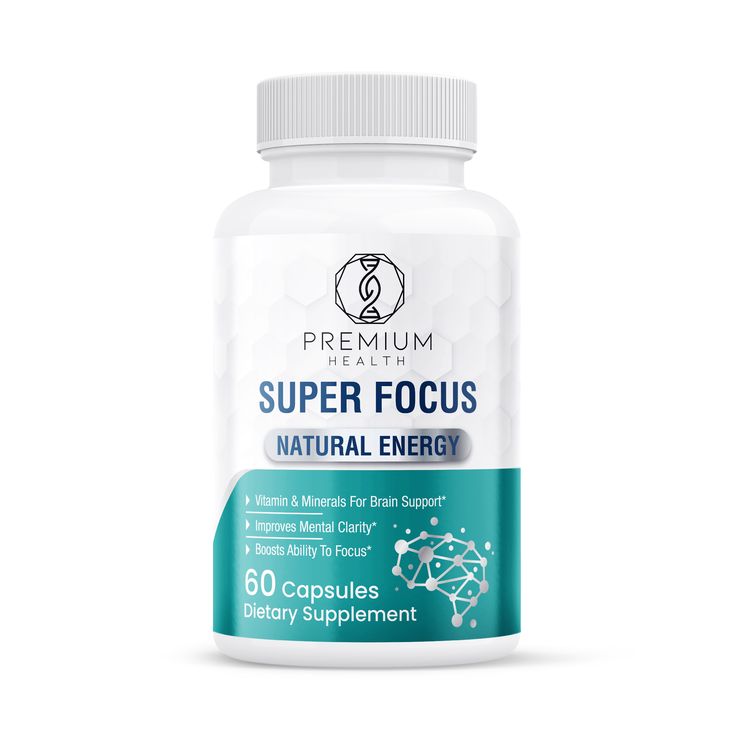 PREMIUM
HEALTH
SUPER FOCUS
NATURAL ENERGY
Vitamin & Minerals For Brain Support*
Improves Mental Clarity*
Boosts Ability To Focus*
60 Capsules
Dietary Supplement